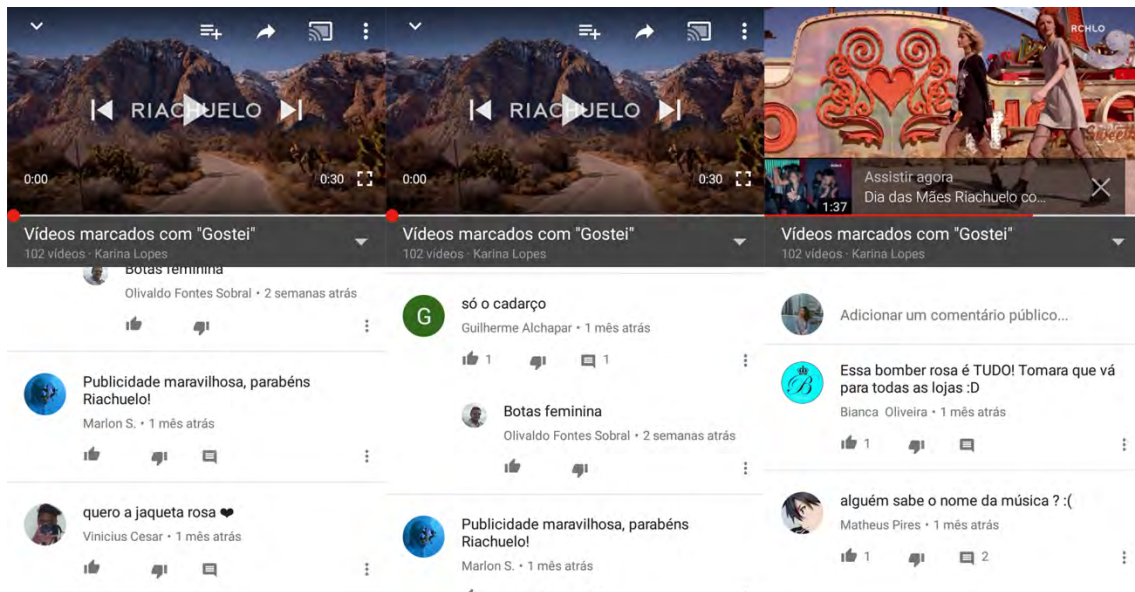 RIACHUELO
0:00
0:30
Vídeos marcados com "Gostei"
102 vídeos · Karina Lopes
Botas feminina
Olivaldo Fontes Sobral • 2 semanas atrás
Publicidade maravilhosa, parabéns
Riachuelo!
Marlon S. • 1 mês atrás
quero a jaqueta rosa ❤
Vinicius Cesar • 1 mês atrás
RIACHUELO
0:00
0:30
Vídeos marcados com "Gostei"
102 vídeos · Karina Lopes
G
só o cadarço
Guilherme Alchapar • 1 mês atrás
1
1
Botas feminina
Olivaldo Fontes Sobral • 2 semanas atrás
Publicidade maravilhosa, parabéns
Riachuelo!
Marlon S. • 1 mês atrás
RCHLO
Assistir agora
1:37
Dia das Mães Riachuelo co...
Vídeos marcados com "Gostei"
102 vídeos · Karina Lopes
Adicionar um comentário público...
B
Essa bomber rosa é TUDO! Tomara que vá
para todas as lojas :D
Bianca Oliveira • 1 mês atrás
1
alguém sabe o nome da música ? :(
Matheus Pires • 1 mês atrás
1
2